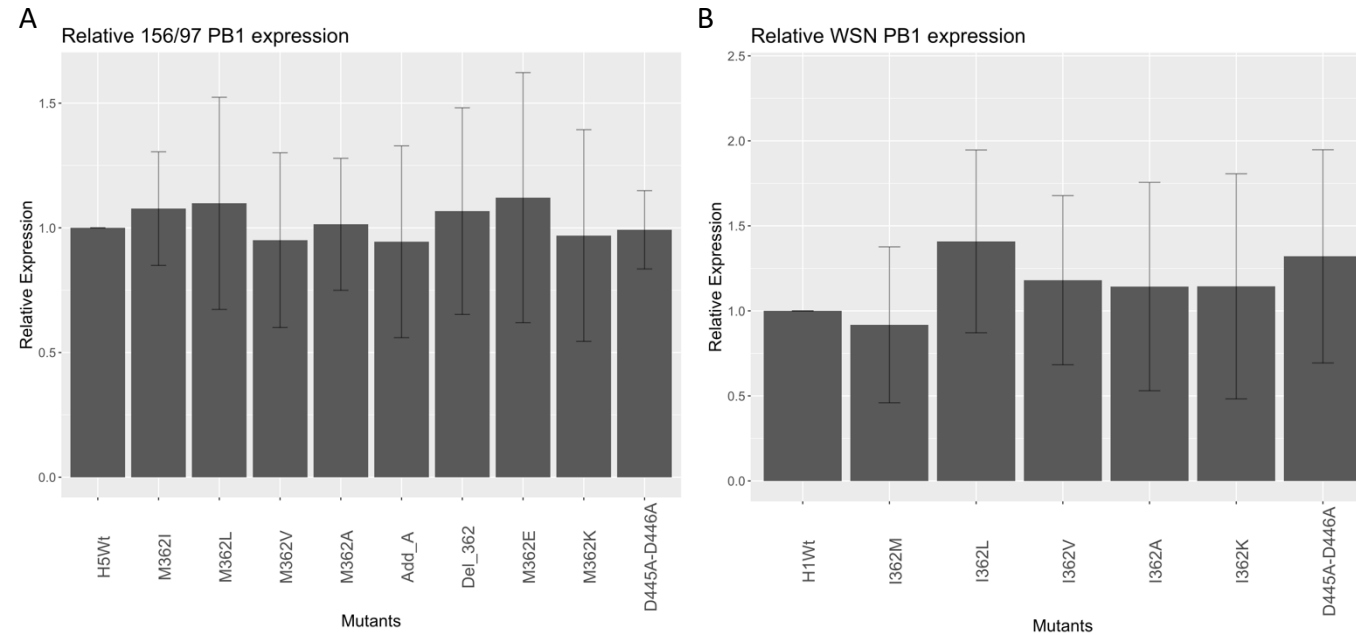 A
Relative 156/97 PB1 expression
Relative Expression
1.5
1.0
0.5
0.0
H5Wt
M362I
M362L
M362V
M362A
Add_A
Del_362
M362E
M362K
D445A-D446A
Mutants
B
Relative WSN PB1 expression
Relative Expression
2.5
2.0
1.5
1.0
0.5
0.0
H1Wt
I362M
I362L
I362V
I362A
I362K
D445A-D446A
Mutants